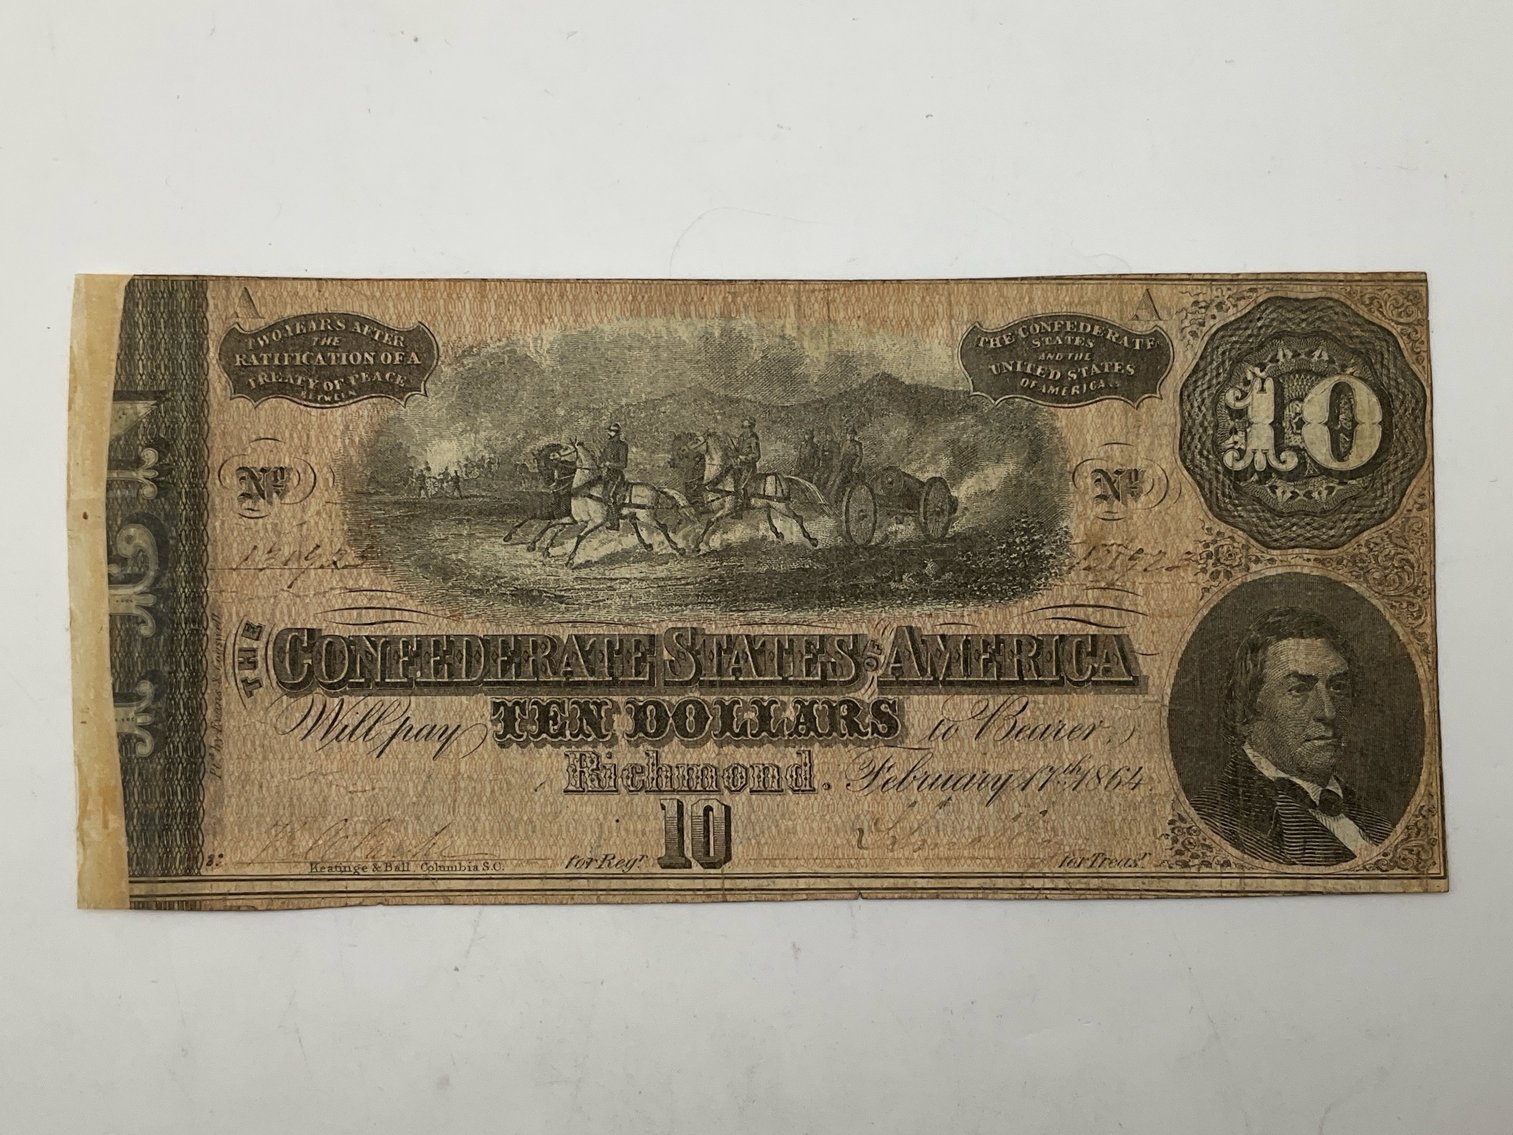 A
A
TWO YEARS AFTER
THE
RATIFICATION OF A
TREATY OF PEACE
BETWEEN
THE CONFEDERATE
STATES
AND THE
UNITED STATES
OF AMERICA.
10
No
No
THE CONFEDERATE STATES OF AMERICA
Will pay TEN DOLLARS to Bearer
Richmond. February 17th 1864.
10
Keatinge & Ball Columbia S.C.
for Regr
for Treasr
TEN